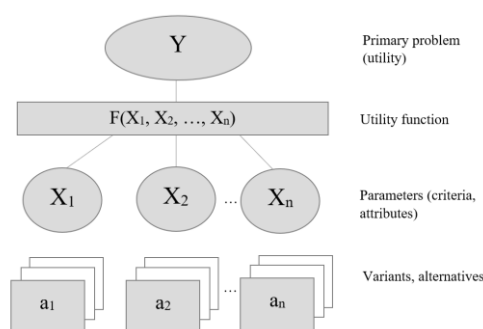 Y
Primary problem
(utility)
F(X₁, X₂, …, Xₙ)
Utility function
X₁
X₂
...
Xₙ
Parameters (criteria,
attributes)
Variants, alternatives
a₁
a₂
...
aₙ